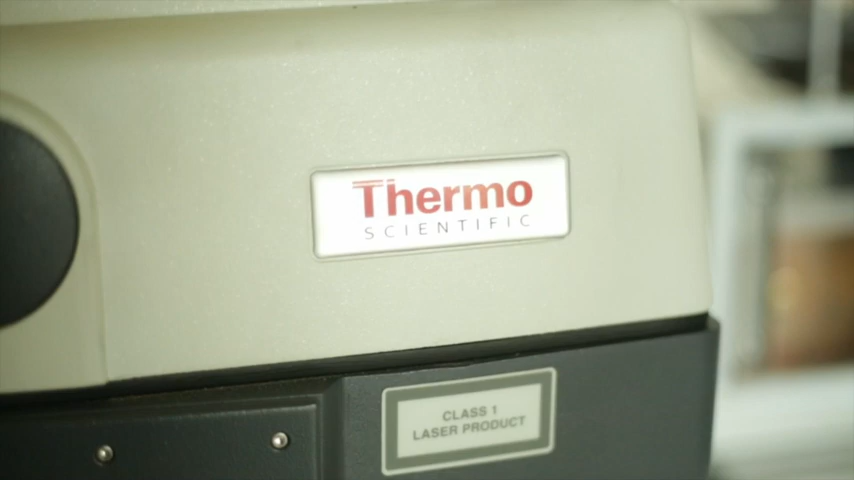 Thermo
SCIENTIFIC
CLASS 1
LASER PRODUCT